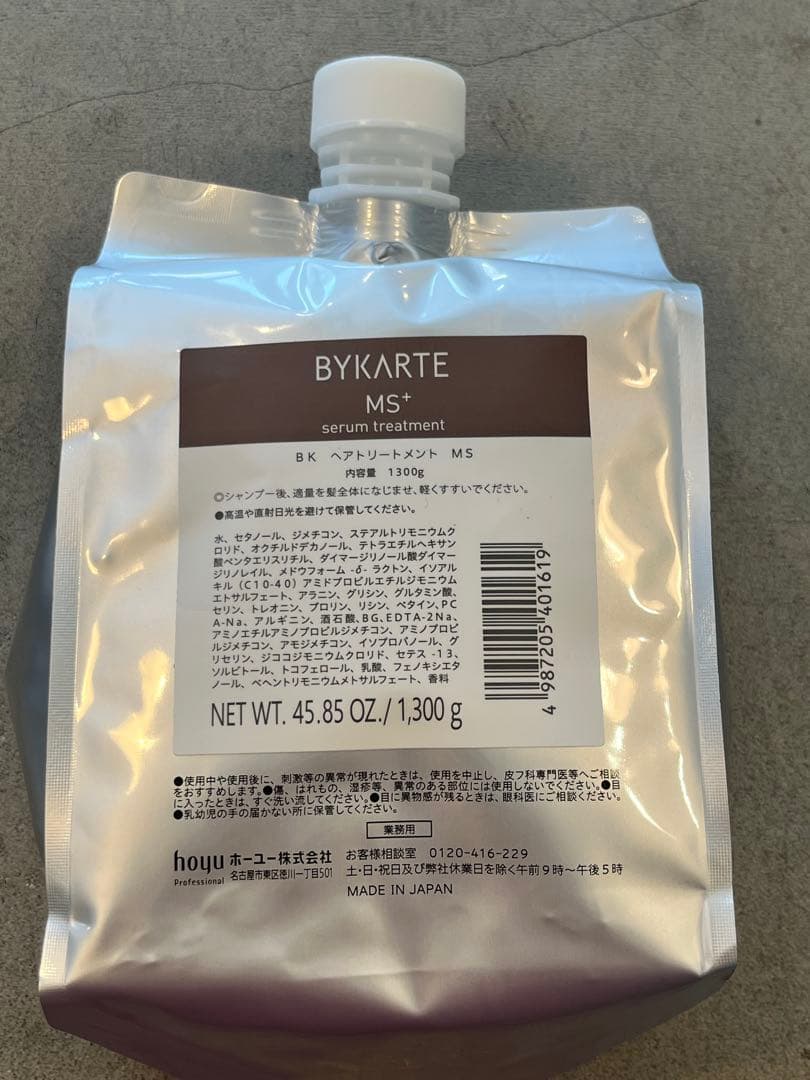 BYKARTE
MS+
serum treatment
BK ヘアトリートメント MS
内容量 1300g
◎シャンプー後、適量を髪全体になじませ、軽くすすいでください。
●高温や直射日光を避けて保管してください。
水、セタノール、ジメチコン、ステアルトリモニウムク
ロリド、オクチルドデカノール、テトラエチルヘキサン
酸ペンタエリスリチル、ダイマージリノール酸ダイマー
ジリノレイル、メドウフォーム-δ-ラクトン、イソアル
キル(C10-40)アミドプロピルエチルジモニウム
エトサルフェート、アラニン、グリシン、グルタミン酸、
セリン、トレオニン、プロリン、リシン、ベタイン、PC
A-Na、アルギニン、酒石酸、BG、EDTA-2Na、
アミノエチルアミノプロピルジメチコン、アミノプロピ
ルジメチコン、アモジメチコン、イソプロパノール、グ
リセリン、ジココジモニウムクロリド、セテス-13、
ソルビトール、トコフェロール、乳酸、フェノキシエタ
ノール、ベヘントリモニウムメトサルフェート、香料
NET WT. 45.85 OZ./ 1,300 g
4 987205 401619
●使用中や使用後に、刺激等の異常が現れたときは、使用を中止し、皮フ科専門医等へご相談
をおすすめします。●傷、はれもの、湿疹等、異常のある部位には使用しないでください。●目
に入ったときは、すぐ洗い流してください。●目に異物感が残るときは、眼科医にご相談ください。
●乳幼児の手の届かない所に保管してください。
業務用
hoyu ホーユー株式会社 お客様相談室 0120-416-229
Professional 名古屋市東区徳川一丁目501 土・日・祝日及び弊社休業日を除く午前9時~午後5時
MADE IN JAPAN